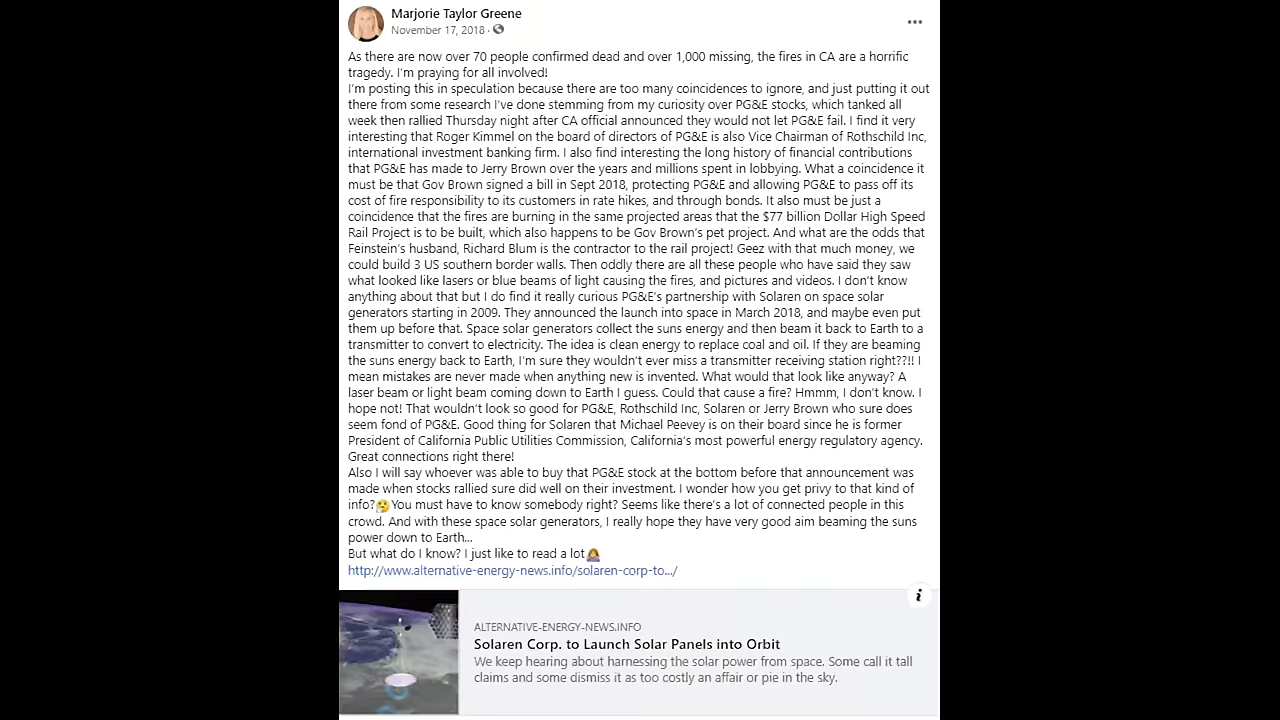 Marjorie Taylor Greene
November 17, 2018 ·
As there are now over 70 people confirmed dead and over 1,000 missing, the fires in CA are a horrific
tragedy. I'm praying for all involved!
I'm posting this in speculation because there are too many coincidences to ignore, and just putting it out
there from some research I've done stemming from my curiosity over PG&E stocks, which tanked all
week then rallied Thursday night after CA official announced they would not let PG&E fail. I find it very
interesting that Roger Kimmel on the board of directors of PG&E is also Vice Chairman of Rothschild Inc,
international investment banking firm. I also find interesting the long history of financial contributions
that PG&E has made to Jerry Brown over the years and millions spent in lobbying. What a coincidence it
must be that Gov Brown signed a bill in Sept 2018, protecting PG&E and allowing PG&E to pass off its
cost of fire responsibility to its customers in rate hikes, and through bonds. It also must be just a
coincidence that the fires are burning in the same projected areas that the $77 billion Dollar High Speed
Rail Project is to be built, which also happens to be Gov Brown's pet project. And what are the odds that
Feinstein's husband, Richard Blum is the contractor to the rail project! Geez with that much money, we
could build 3 US southern border walls. Then oddly there are all these people who have said they saw
what looked like lasers or blue beams of light causing the fires, and pictures and videos. I don't know
anything about that but I do find it really curious PG&E's partnership with Solaren on space solar
generators starting in 2009. They announced the launch into space in March 2018, and maybe even put
them up before that. Space solar generators collect the suns energy and then beam it back to Earth to a
transmitter to convert to electricity. The idea is clean energy to replace coal and oil. If they are beaming
the suns energy back to Earth, I'm sure they wouldn't ever miss a transmitter receiving station right??!! I
mean mistakes are never made when anything new is invented. What would that look like anyway? A
laser beam or light beam coming down to Earth I guess. Could that cause a fire? Hmmm, I don't know. I
hope not! That wouldn't look so good for PG&E, Rothschild Inc, Solaren or Jerry Brown who sure does
seem fond of PG&E. Good thing for Solaren that Michael Peevey is on their board since he is former
President of California Public Utilities Commission, California's most powerful energy regulatory agency.
Great connections right there!
Also I will say whoever was able to buy that PG&E stock at the bottom before that announcement was
made when stocks rallied sure did well on their investment. I wonder how you get privy to that kind of
info?🤔You must have to know somebody right? Seems like there's a lot of connected people in this
crowd. And with these space solar generators, I really hope they have very good aim beaming the suns
power down to Earth...
But what do I know? I just like to read a lot🤷‍♀️
http://www.alternative-energy-news.info/solaren-corp-to.../
ALTERNATIVE-ENERGY-NEWS.INFO
Solaren Corp. to Launch Solar Panels into Orbit
We keep hearing about harnessing the solar power from space. Some call it tall
claims and some dismiss it as too costly an affair or pie in the sky.